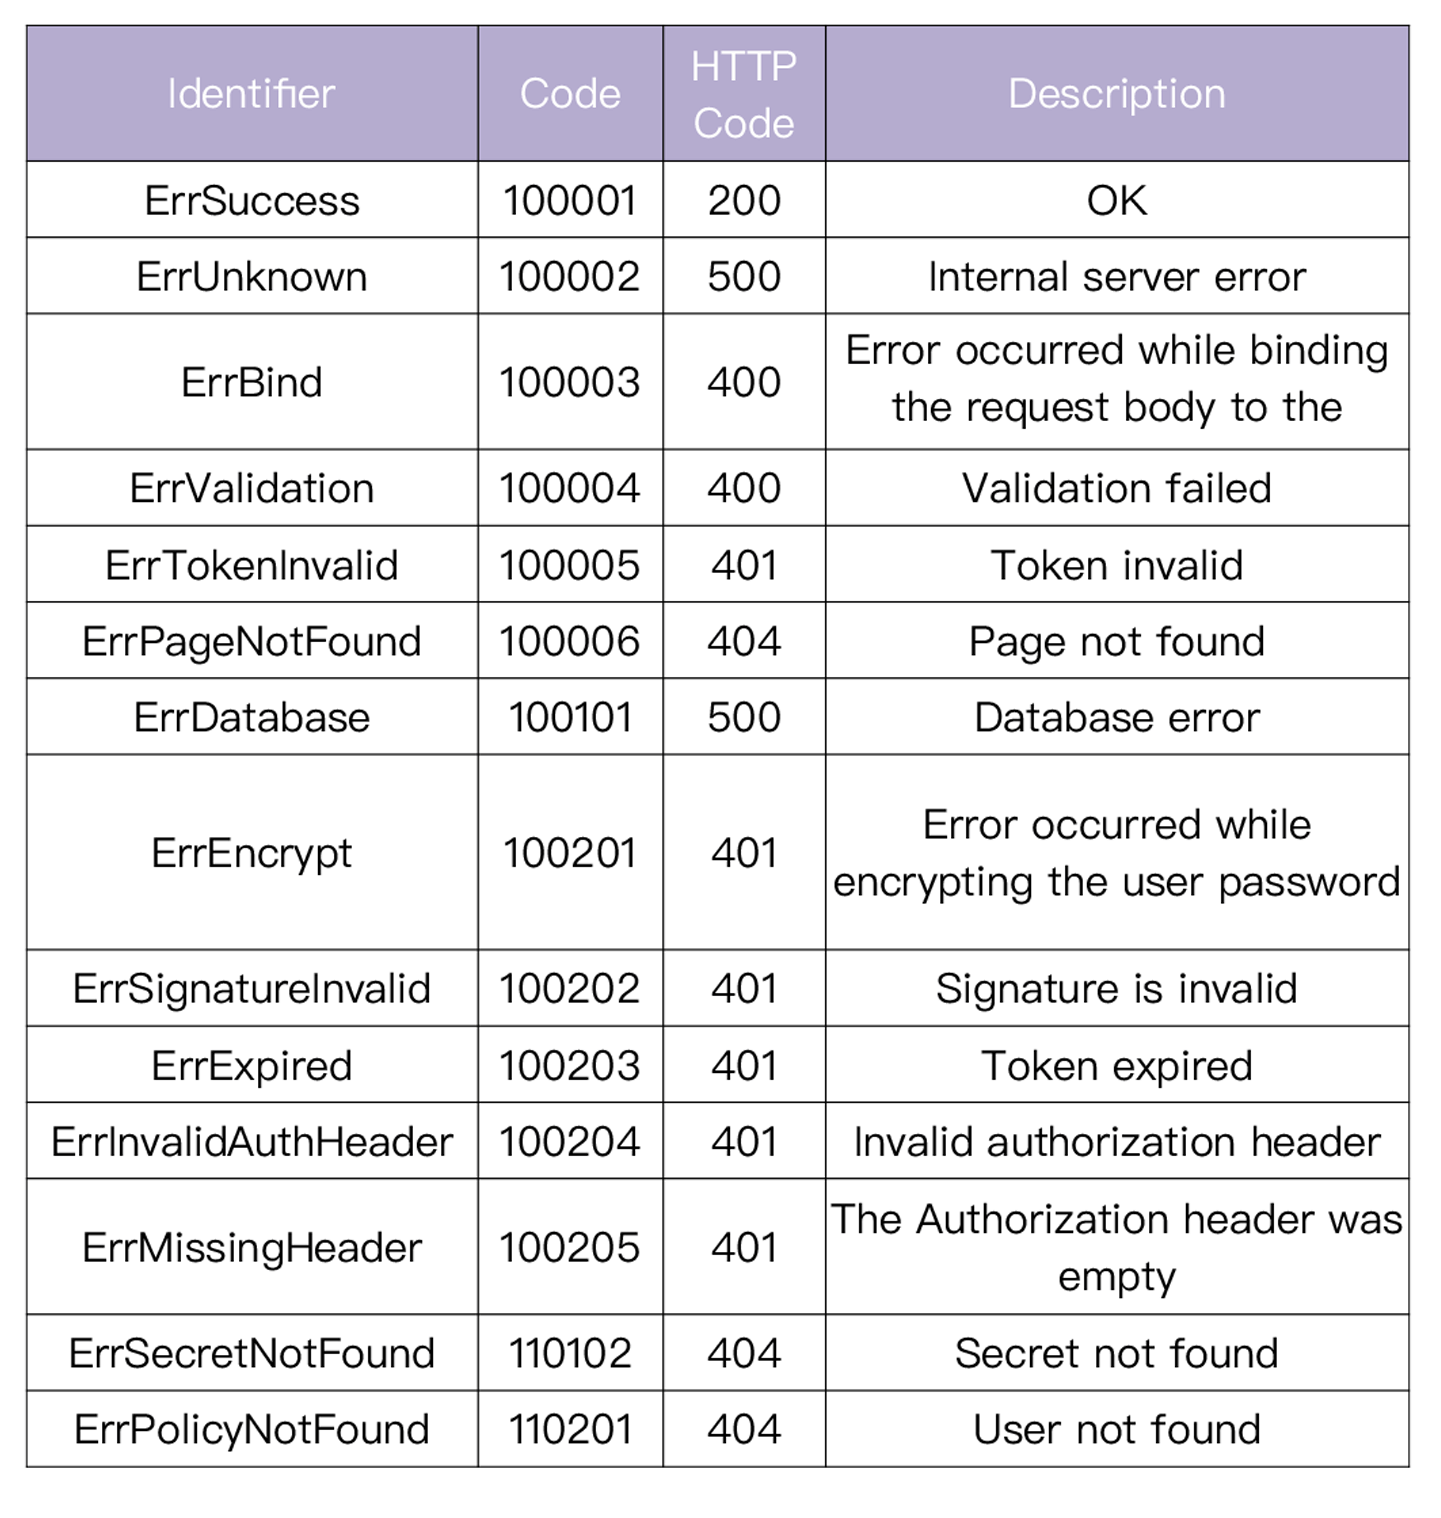 Identifier Code HTTP Code Description
ErrSuccess 100001 200 OK
ErrUnknown 100002 500 Internal server error
ErrBind 100003 400 Error occurred while binding
the request body to the
ErrValidation 100004 400 Validation failed
ErrTokenInvalid 100005 401 Token invalid
ErrPageNotFound 100006 404 Page not found
ErrDatabase 100101 500 Database error
ErrEncrypt 100201 401 Error occurred while
encrypting the user password
ErrSignatureInvalid 100202 401 Signature is invalid
ErrExpired 100203 401 Token expired
ErrInvalidAuthHeader 100204 401 Invalid authorization header
ErrMissingHeader 100205 401 The Authorization header was
empty
ErrSecretNotFound 110102 404 Secret not found
ErrPolicyNotFound 110201 404 User not found